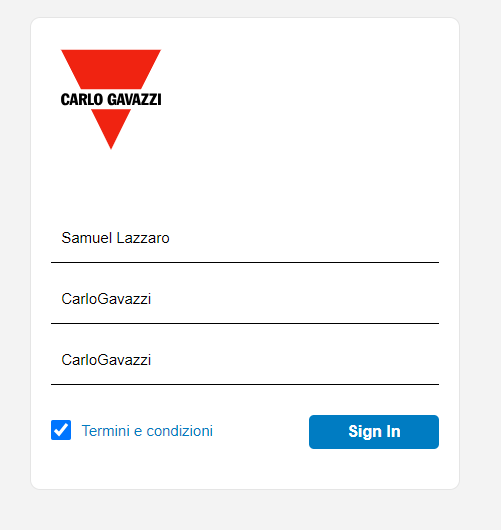 CARLO GAVAZZI
Samuel Lazzaro
CarloGavazzi
CarloGavazzi
Termini e condizioni
Sign In